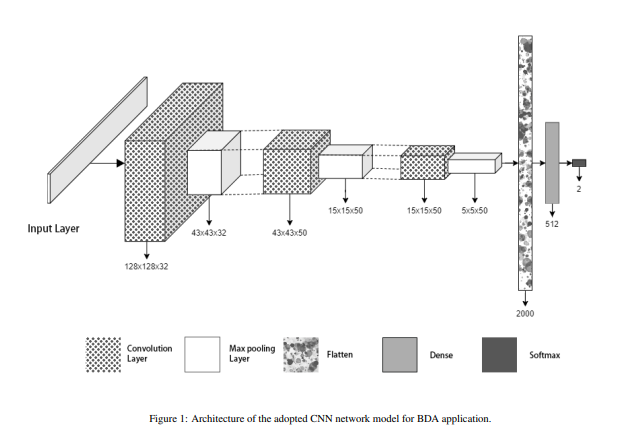 Input Layer
128x128x32
43x43x32
43x43x50
15x15x50
15x15x50
5x5x50
2000
512
2
Convolution
Layer
Max pooling
Layer
Flatten
Dense
Softmax
Figure 1: Architecture of the adopted CNN network model for BDA application.